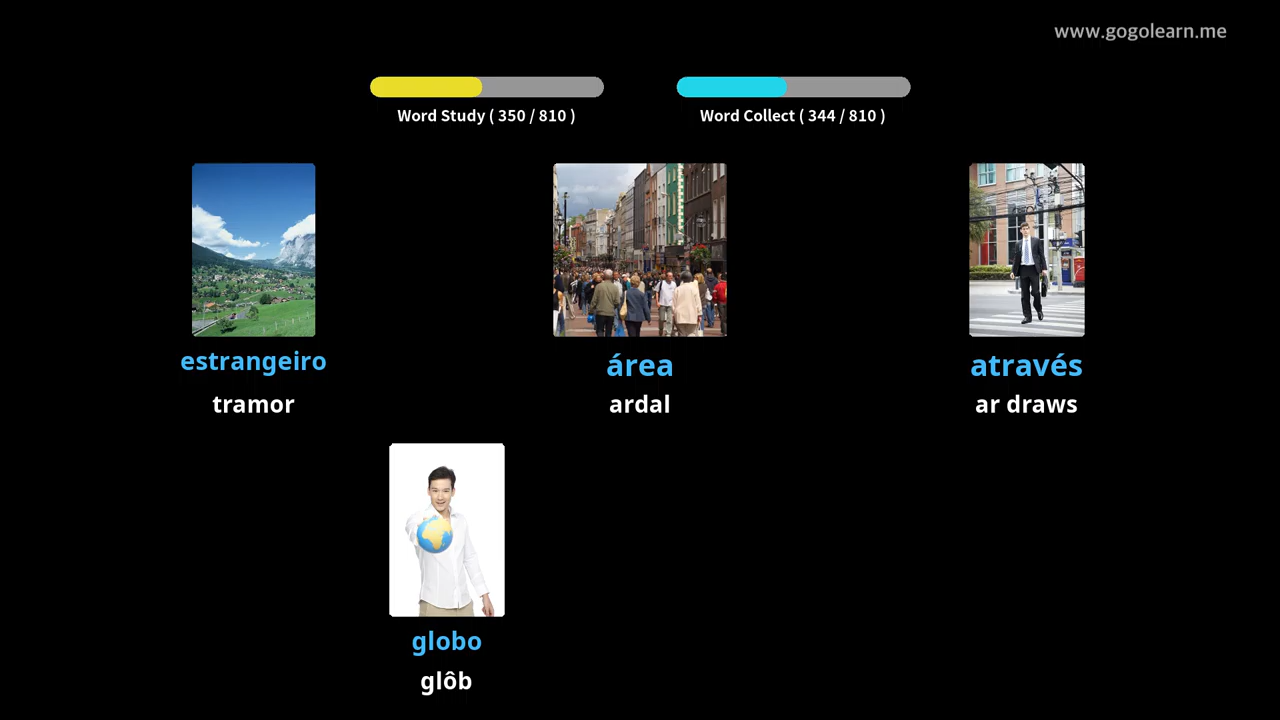 www.gogolearn.me
Word Study ( 350 / 810 )
Word Collect ( 344 / 810 )
estrangeiro
tramor
área
ardal
através
ar draws
globo
glôb